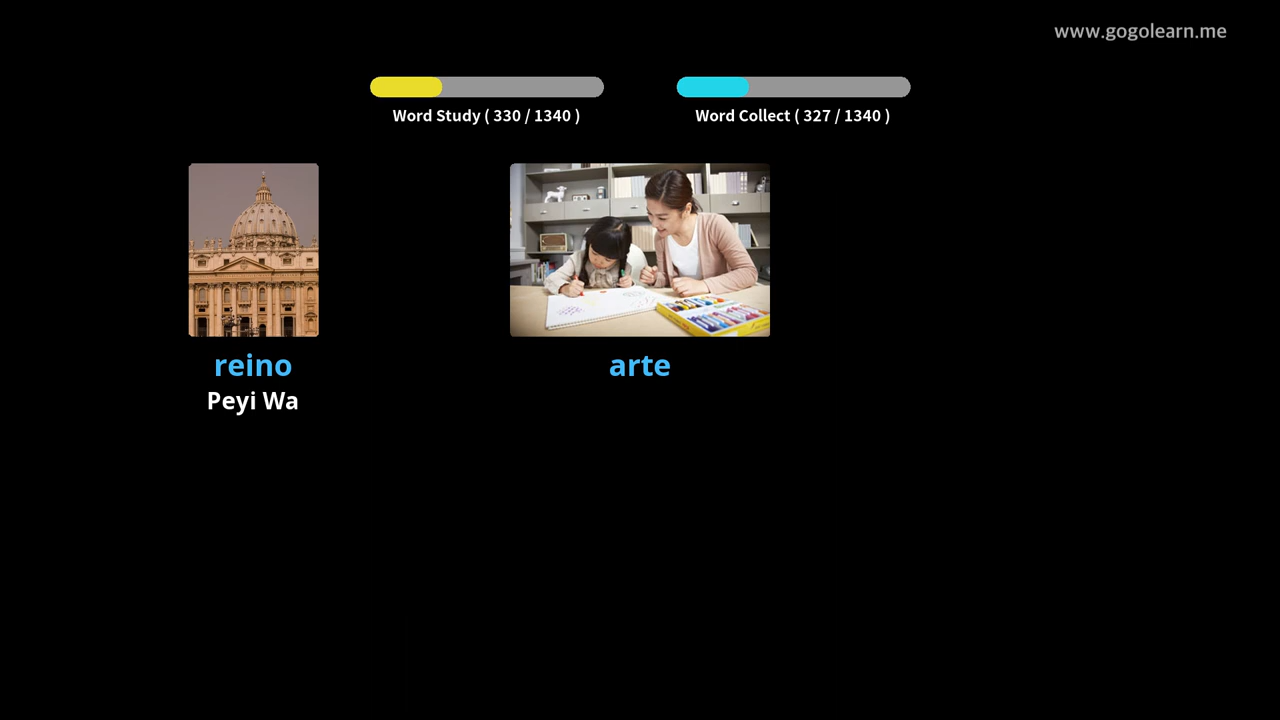 www.gogolearn.me
Word Study ( 330 / 1340 )
Word Collect ( 327 / 1340 )
reino
Peyi Wa
arte